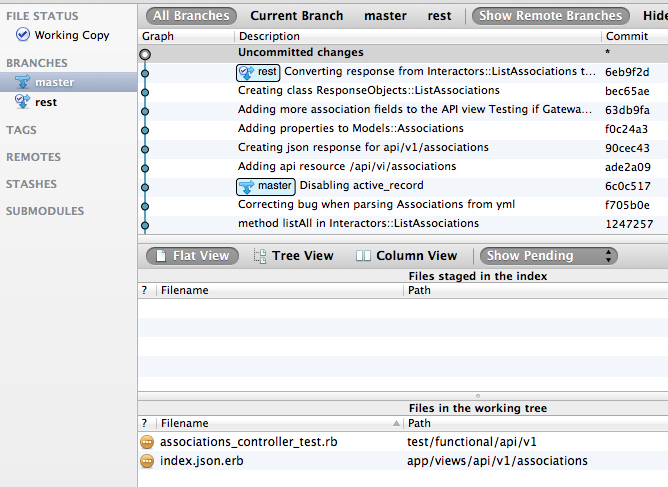 FILE STATUS
Working Copy
BRANCHES
master
rest
TAGS
REMOTES
STASHES
SUBMODULES
All Branches Current Branch master rest Show Remote Branches Hide
Graph Description Commit
Uncommitted changes *
rest Converting response from Interactors::ListAssociations t... 6eb9f2d
Creating class ResponseObjects::ListAssociations bec65ae
Adding more association fields to the API view Testing if Gatewa... 63db9fa
Adding properties to Models::Associations f0c24a3
Creating json response for api/v1/associations 90cec43
Adding api resource /api/vi/associations ade2a09
master Disabling active_record 6c0c517
Correcting bug when parsing Associations from yml f705b0e
method listAll in Interactors::ListAssociations 1247257
Flat View Tree View Column View Show Pending
Files staged in the index
? Filename Path
Files in the working tree
? Filename Path
associations_controller_test.rb test/functional/api/v1
index.json.erb app/views/api/v1/associations